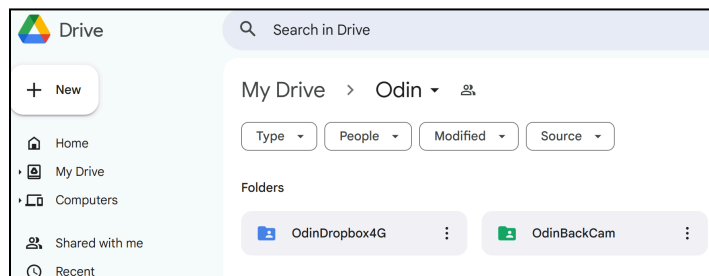 Drive
Search in Drive
New
My Drive > Odin
Type People Modified Source
Home
My Drive
Computers
Folders
OdinDropbox4G OdinBackCam
Shared with me
Recent